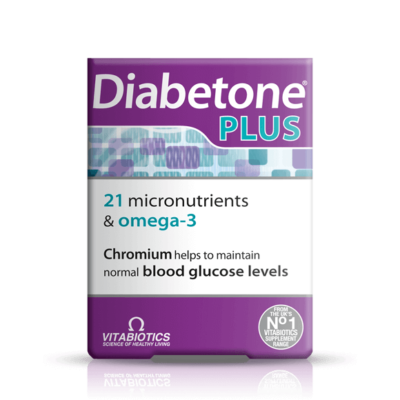 Diabetone®
PLUS
21 micronutrients
& omega-3
Chromium helps to maintain
normal blood glucose levels
VITABIOTICS
SCIENCE OF HEALTHY LIVING
FROM
THE UK'S
Nº1
VITABIOTICS
SUPPLEMENT
RANGE